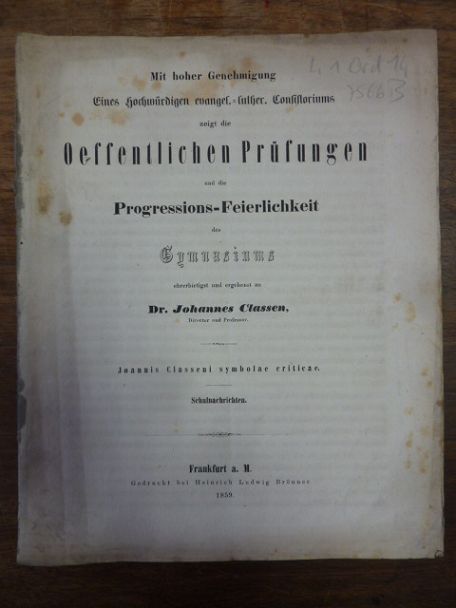 Mit hoher Genehmigung
Eines Hochwürdigen evangel.-luther. Consistoriums
zeigt die
Oeffentlichen Prüfungen
und die
Progressions-Feierlichkeit
des
Gymnasiums
ehrerbietigst und ergebenst an
Dr. Johannes Classen,
Director und Professor.
Joannis Classeni symbolae criticae.
Schulnachrichten.
Frankfurt a. M.
Gedruckt bei Heinrich Ludwig Brönner
1859.